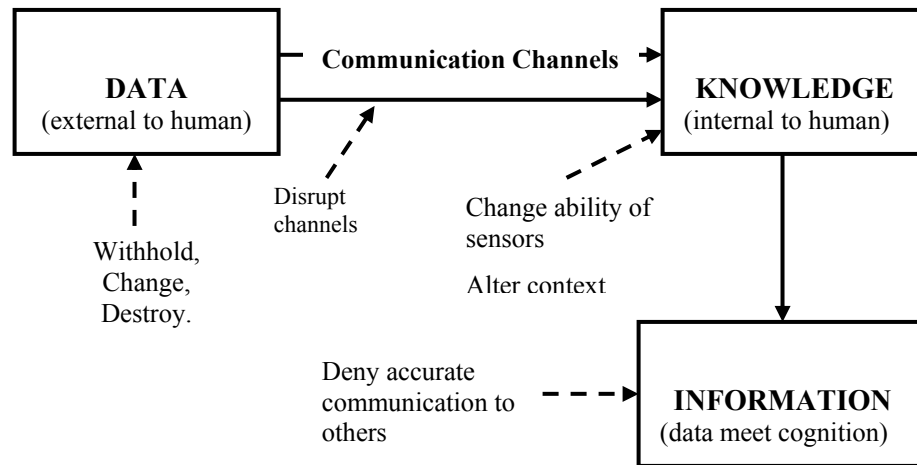 Communication Channels
DATA
(external to human)
KNOWLEDGE
(internal to human)
Disrupt
channels
Change ability of
sensors
Alter context
Withhold,
Change,
Destroy.
Deny accurate
communication to
others
INFORMATION
(data meet cognition)